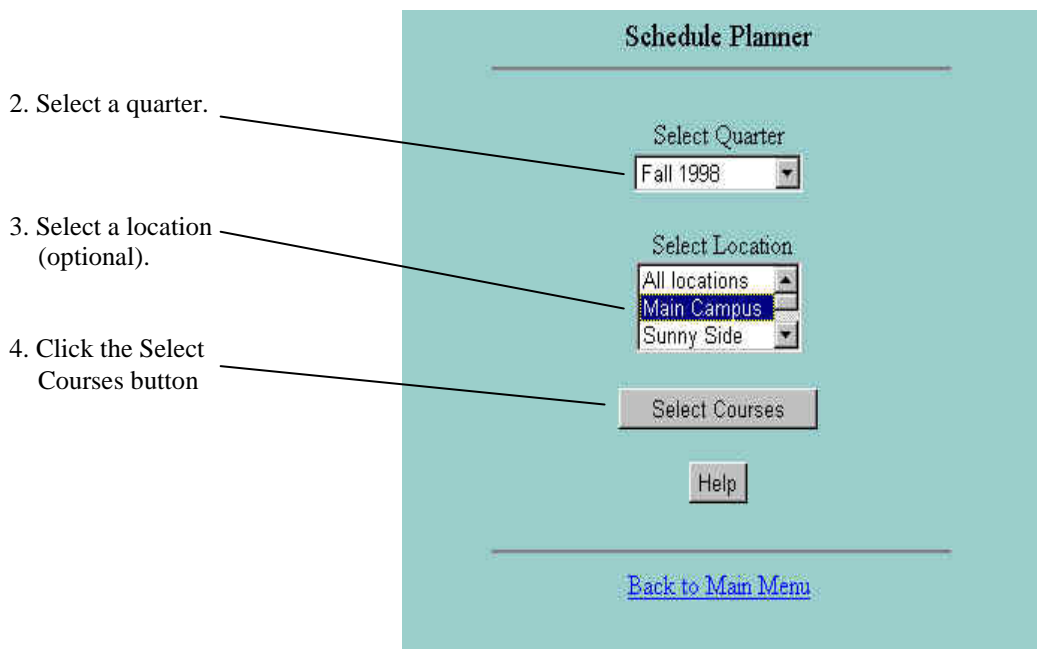 Schedule Planner
2. Select a quarter.
Select Quarter
Fall 1998
3. Select a location
(optional).
Select Location
All locations
Main Campus
Sunny Side
4. Click the Select
Courses button
Select Courses
Help
Back to Main Menu